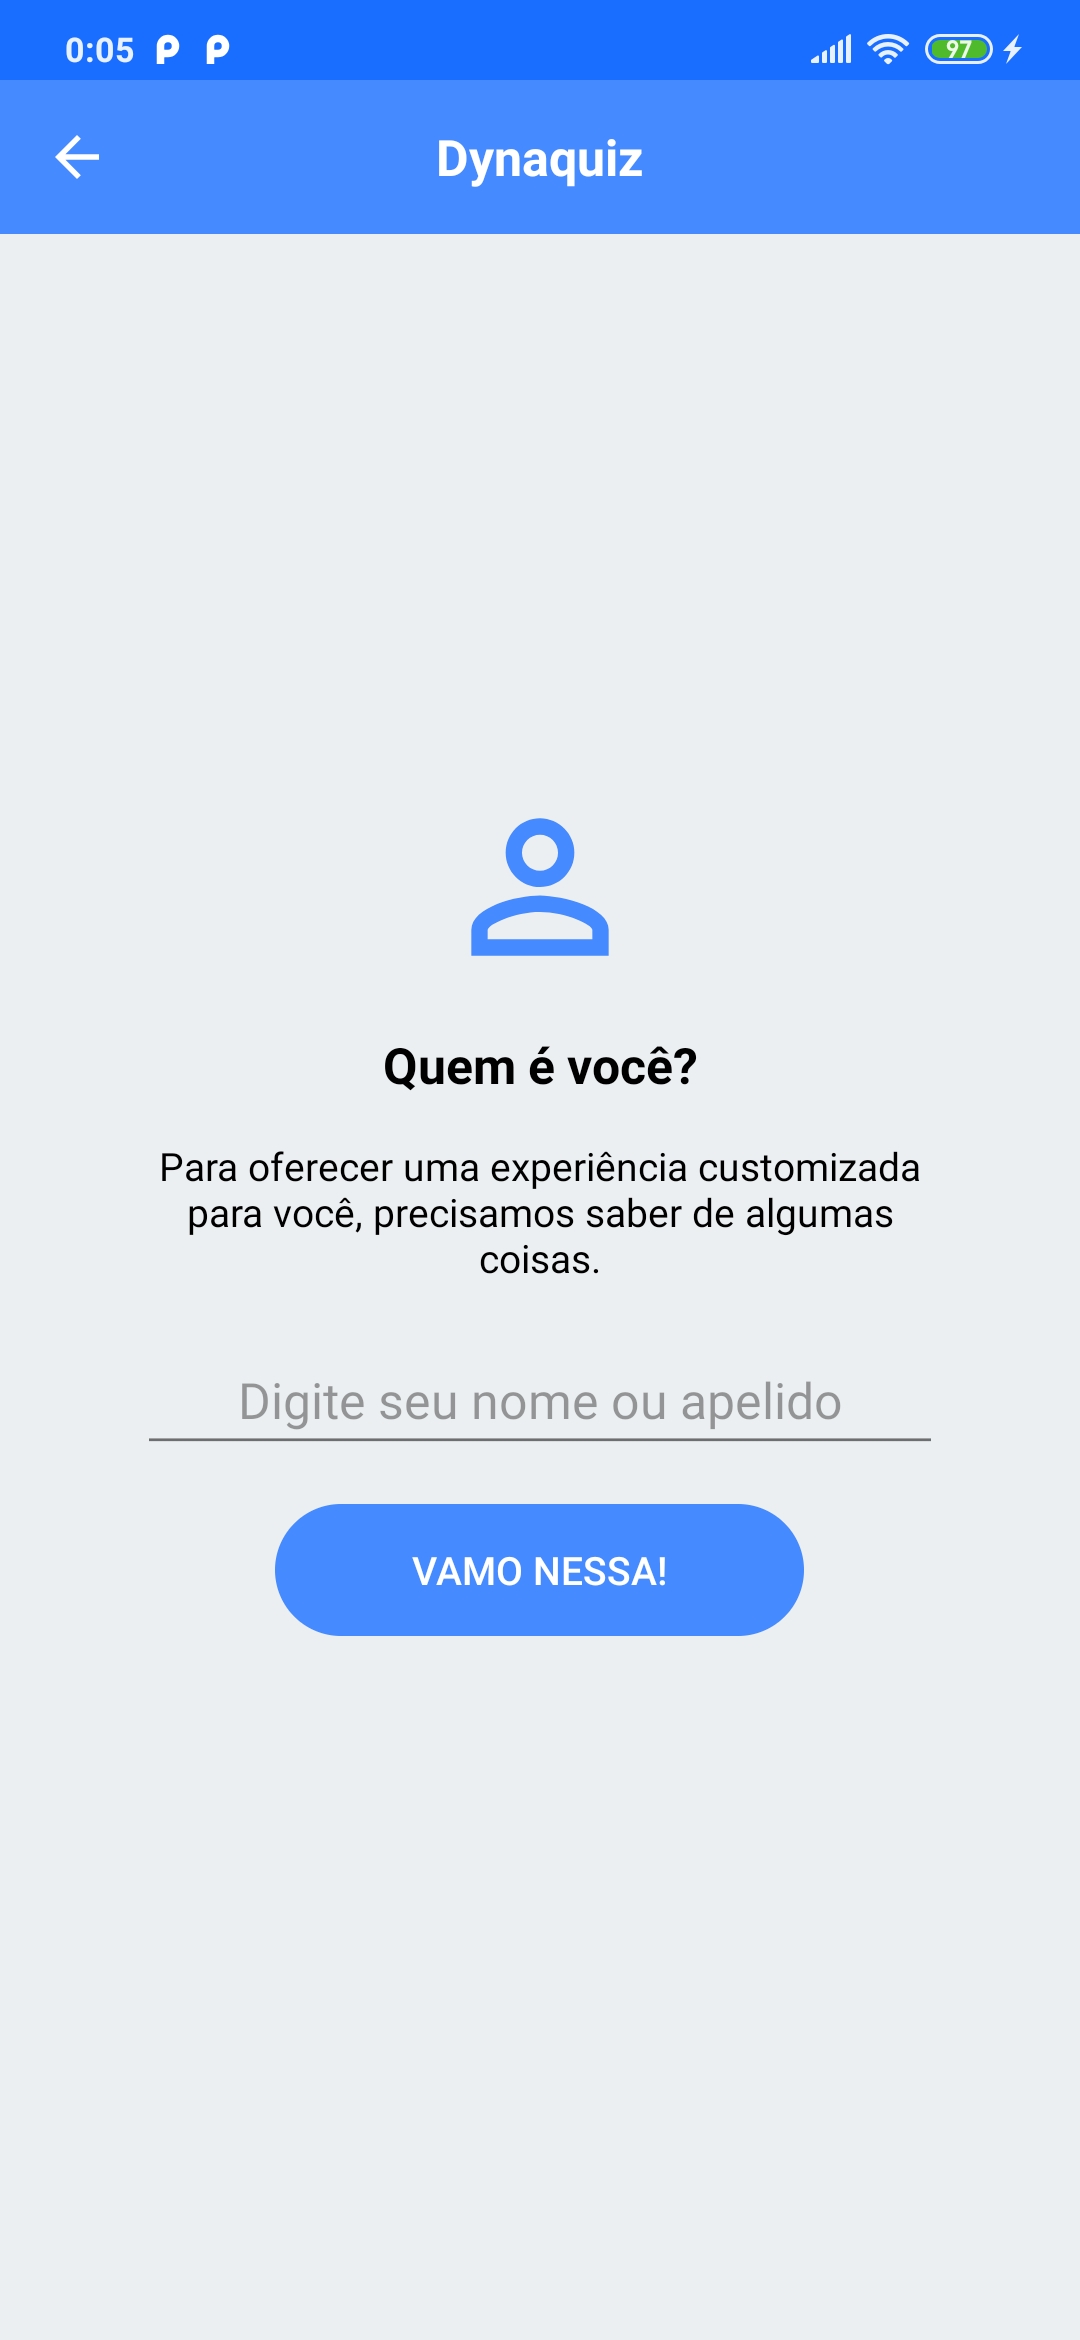 0:05
97
Dynaquiz
Quem é você?
Para oferecer uma experiência customizada
para você, precisamos saber de algumas
coisas.
Digite seu nome ou apelido
VAMO NESSA!